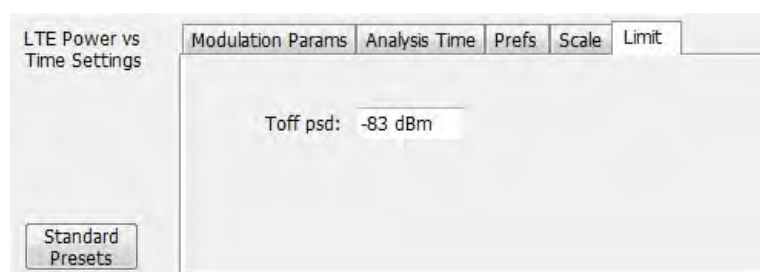 LTE Power vs
Time Settings
Modulation Params Analysis Time Prefs Scale Limit
Toff psd: -83 dBm
Standard
Presets